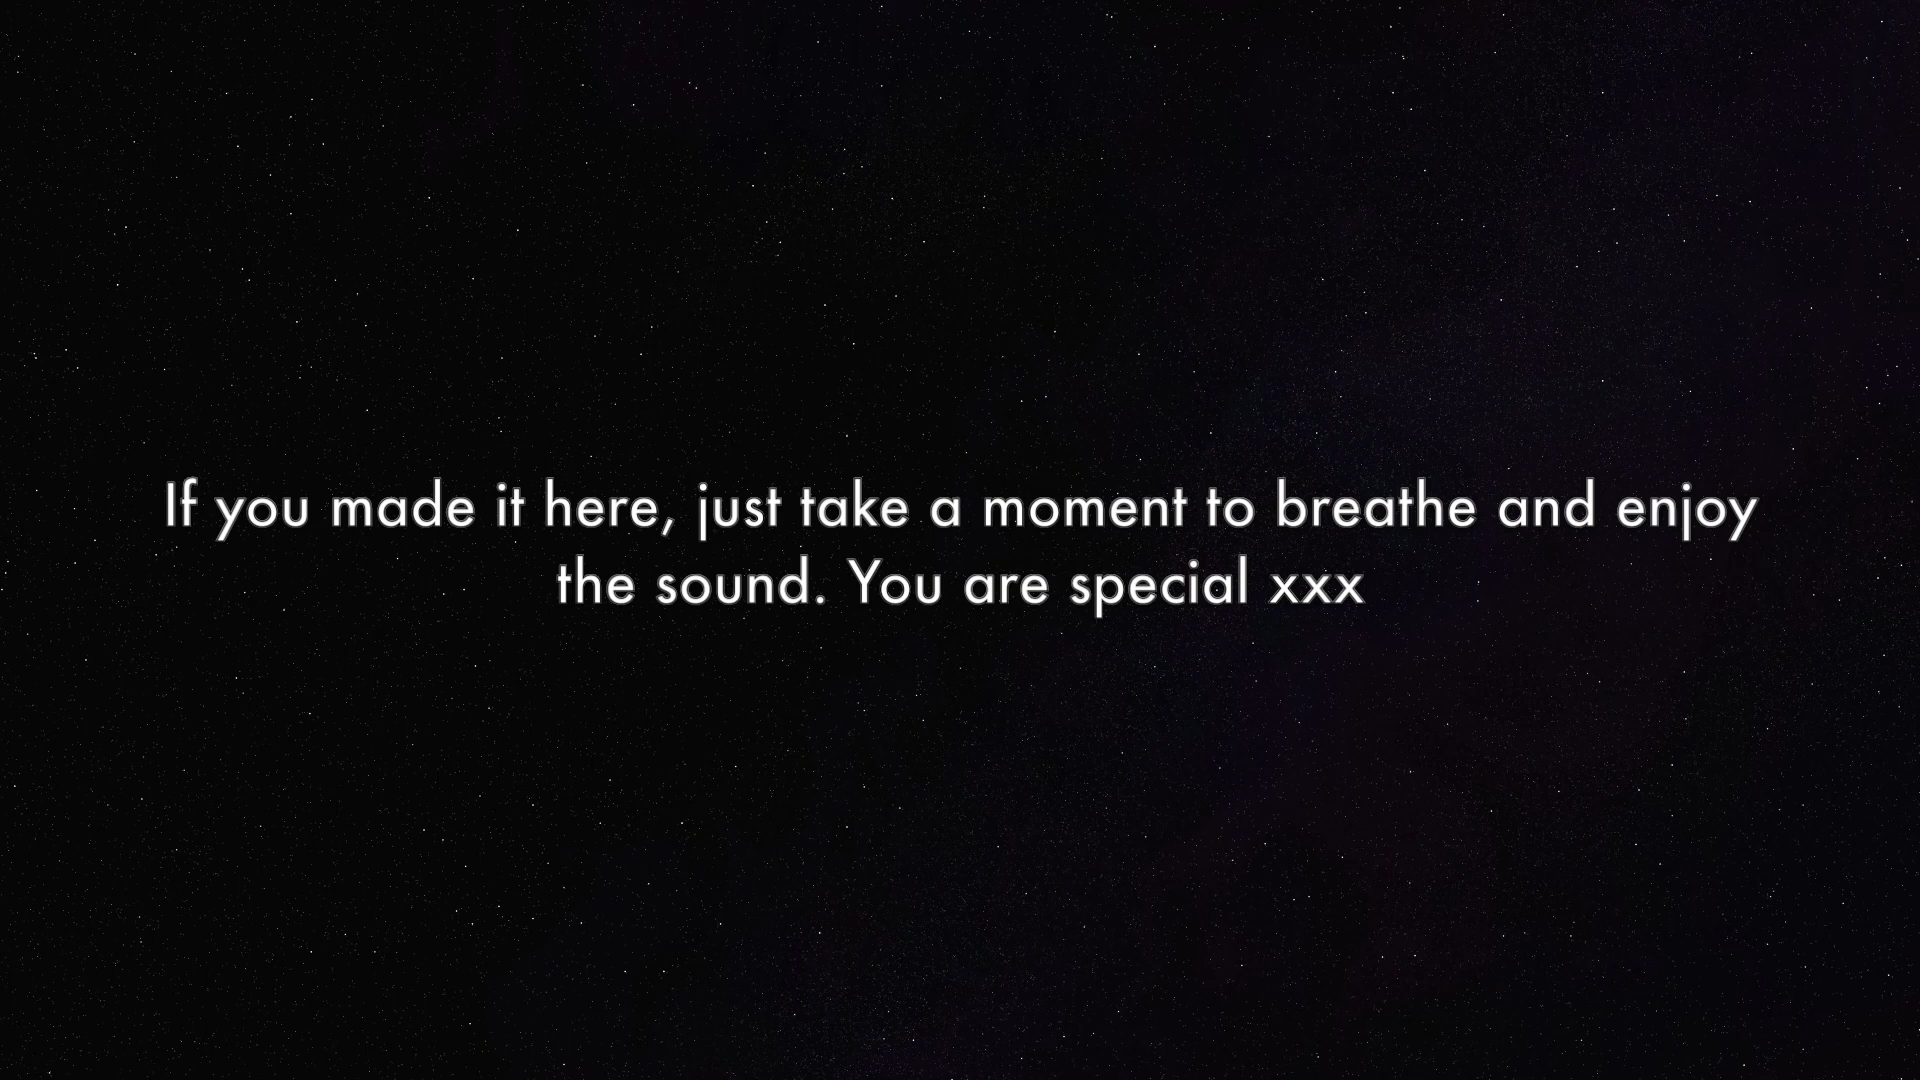 If you made it here, just take a moment to breathe and enjoy
the sound. You are special xxx